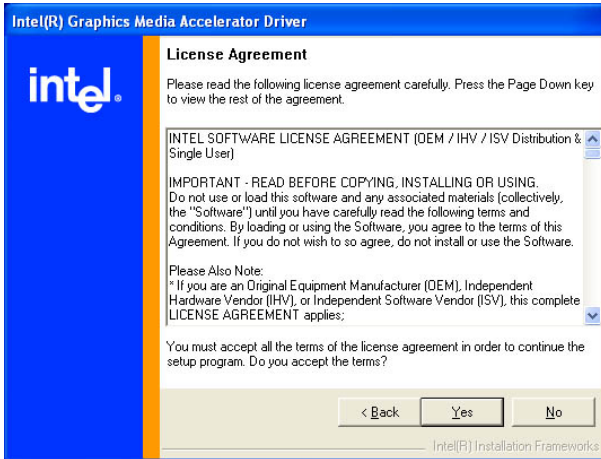 Intel(R) Graphics Media Accelerator Driver
intel.
License Agreement
Please read the following license agreement carefully. Press the Page Down key
to view the rest of the agreement.
INTEL SOFTWARE LICENSE AGREEMENT (OEM / IHV / ISV Distribution &
Single User)
IMPORTANT - READ BEFORE COPYING, INSTALLING OR USING.
Do not use or load this software and any associated materials (collectively,
the "Software") until you have carefully read the following terms and
conditions. By loading or using the Software, you agree to the terms of this
Agreement. If you do not wish to so agree, do not install or use the Software.
Please Also Note:
* If you are an Original Equipment Manufacturer (OEM), Independent
Hardware Vendor (IHV), or Independent Software Vendor (ISV), this complete
LICENSE AGREEMENT applies;
You must accept all the terms of the license agreement in order to continue the
setup program. Do you accept the terms?
< Back Yes No
Intel(R) Installation Frameworks